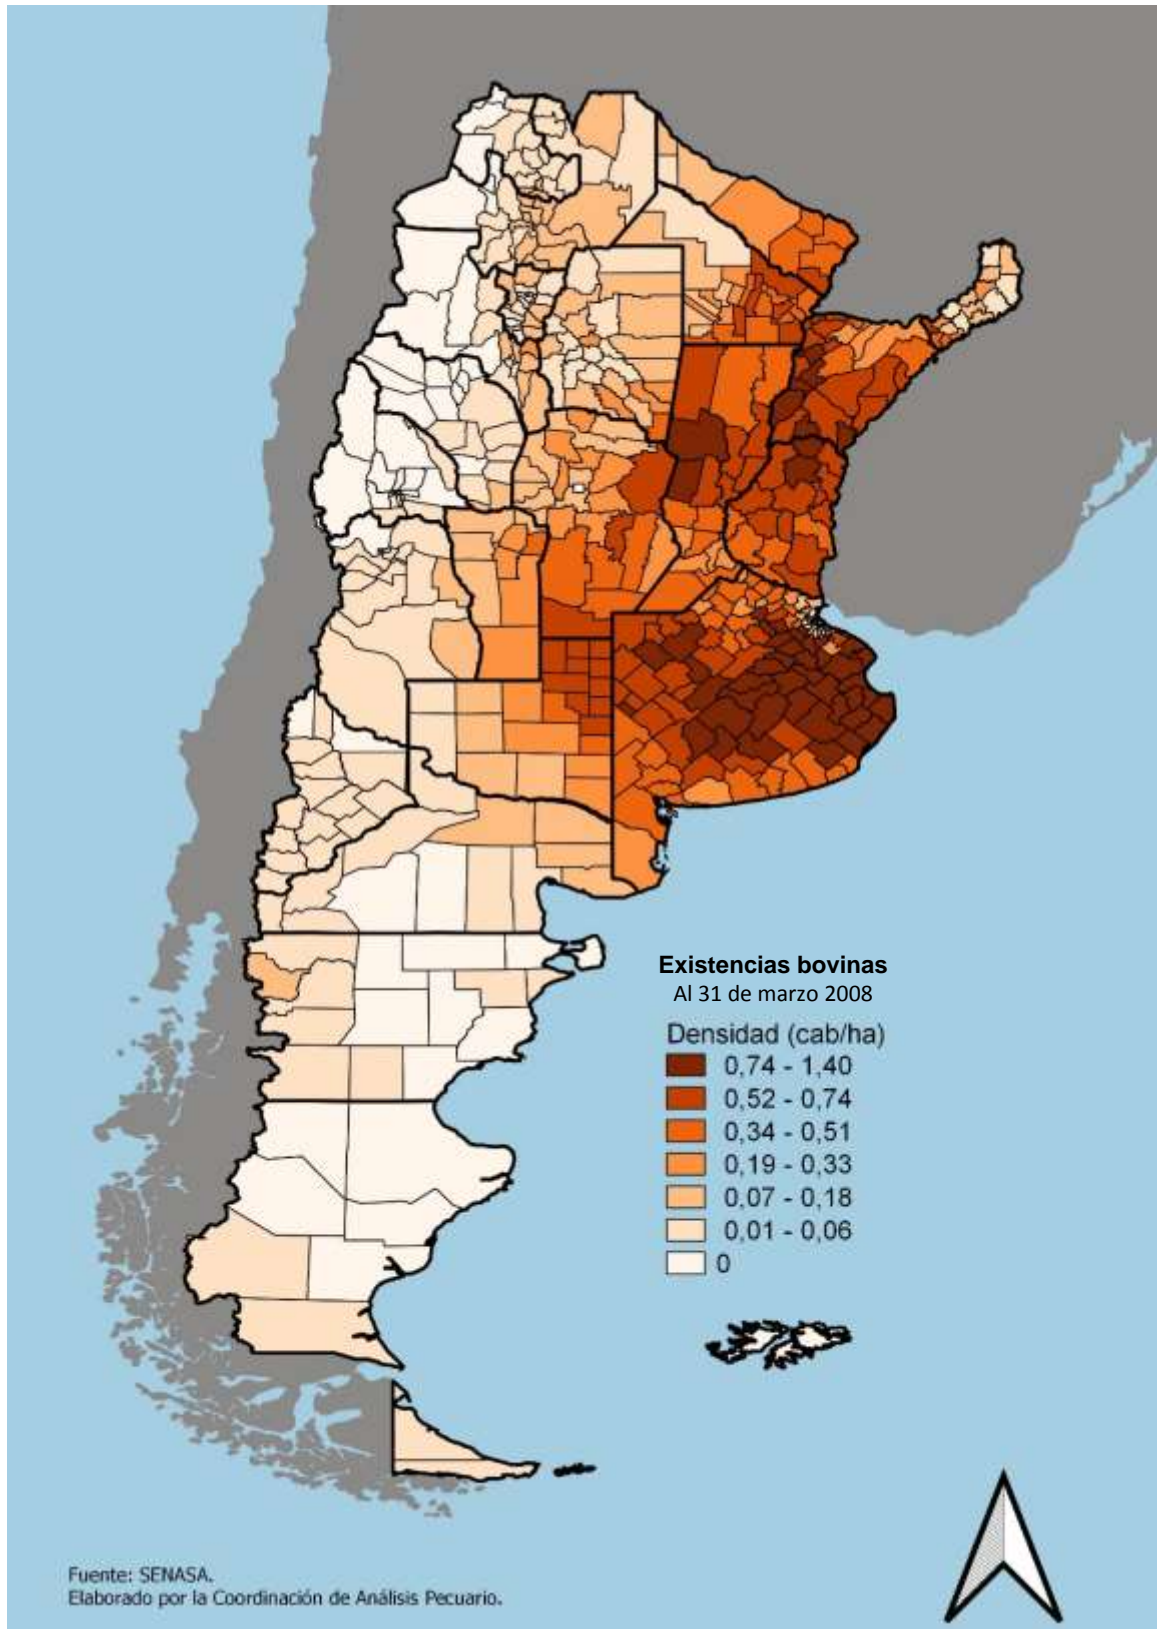 Existencias bovinas
Al 31 de marzo 2008
Densidad (cab/ha)
0,74 - 1,40
0,52 - 0,74
0,34 - 0,51
0,19 - 0,33
0,07 - 0,18
0,01 - 0,06
0
Fuente: SENASA.
Elaborado por la Coordinación de Análisis Pecuario.